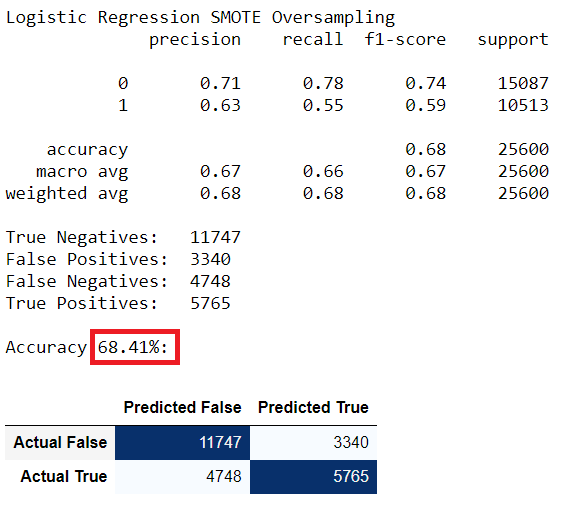 Logistic Regression SMOTE Oversampling
precision recall f1-score support
0 0.71 0.78 0.74 15087
1 0.63 0.55 0.59 10513
accuracy 0.68 25600
macro avg 0.67 0.66 0.67 25600
weighted avg 0.68 0.68 0.68 25600
True Negatives: 11747
False Positives: 3340
False Negatives: 4748
True Positives: 5765
Accuracy 68.41%:
Predicted False Predicted True
Actual False 11747 3340
Actual True 4748 5765